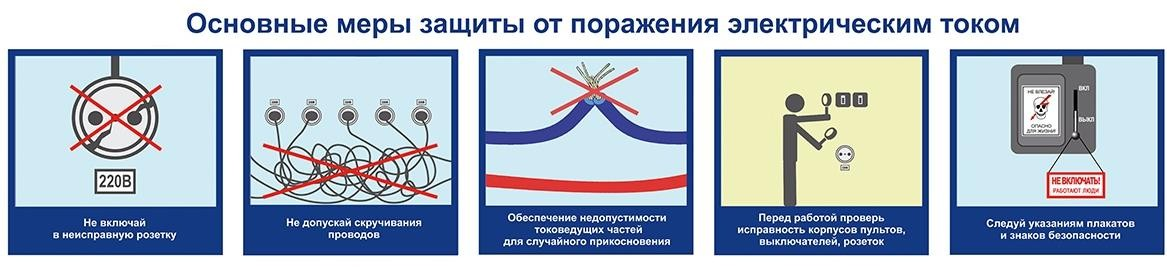 Основные меры защиты от поражения электрическим током
220В
Не включай
в неисправную розетку
Не допускай скручивания
проводов
Обеспечение недопустимости
токоведущих частей
для случайного прикосновения
Перед работой проверь
исправность корпусов пультов,
выключателей, розеток
НЕ ВЛЕЗАЙ!
ОПАСНО
ДЛЯ ЖИЗНИ!
ВКЛ
ВЫКЛ
НЕ ВКЛЮЧАТЬ!
РАБОТАЮТ ЛЮДИ
Следуй указаниям плакатов
и знаков безопасности